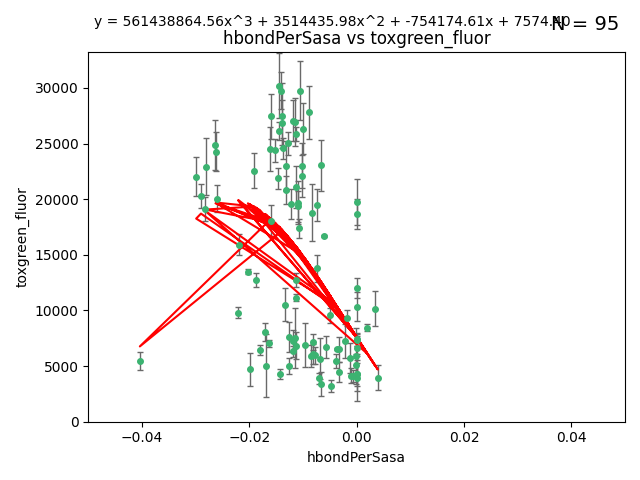 y = 561438864.56x^3 + 3514435.98x^2 + -754174.61x + 7574.40
N = 95
hbondPerSasa vs toxgreen_fluor
30000
25000
20000
15000
10000
5000
0
toxgreen_fluor
−0.04
−0.02
0.00
0.02
0.04
hbondPerSasa